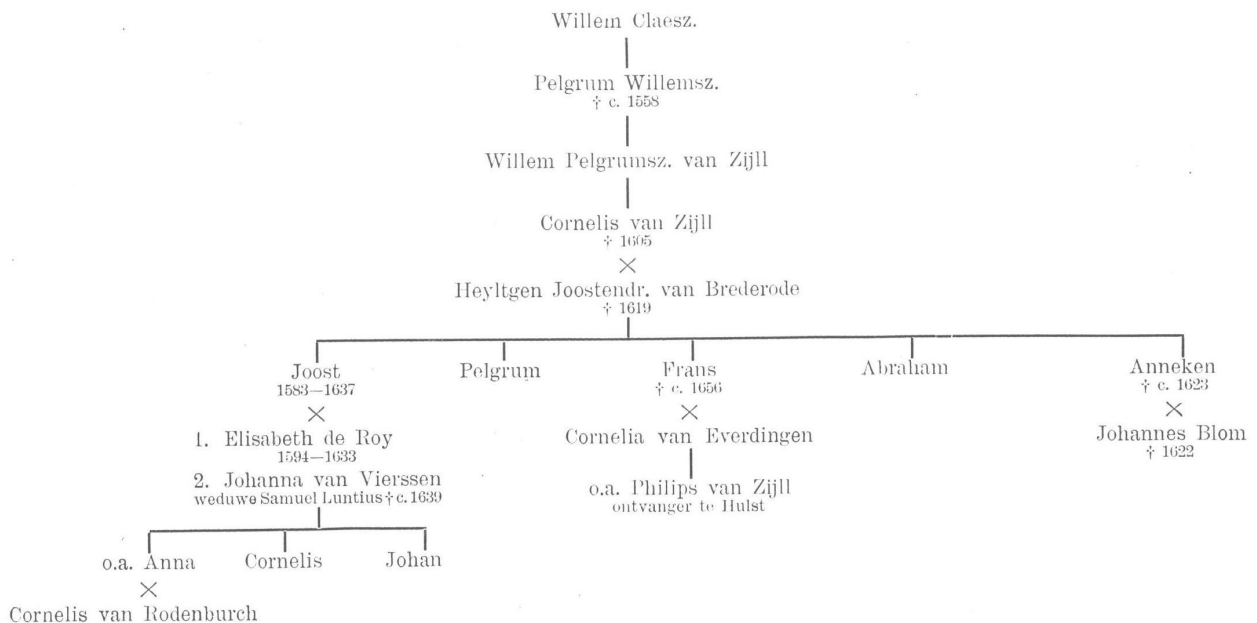 Willem Claesz.
Pelgrum Willemsz.
† c. 1558
Willem Pelgrumsz. van Zijll
Cornelis van Zijll
† 1605
×
Heyltgen Joostendr. van Brederode
† 1619
Joost Pelgrum Frans Abraham Anneken
1583—1637 † c. 1656 † c. 1623
× × ×
1. Elisabeth de Roy Cornelia van Everdingen Johannes Blom
1594—1633 † 1622
2. Johanna van Vierssen o.a. Philips van Zijll
weduwe Samuel Luntius † c. 1639 ontvanger te Hulst
o.a. Anna Cornelis Johan
×
Cornelis van Rodenburch